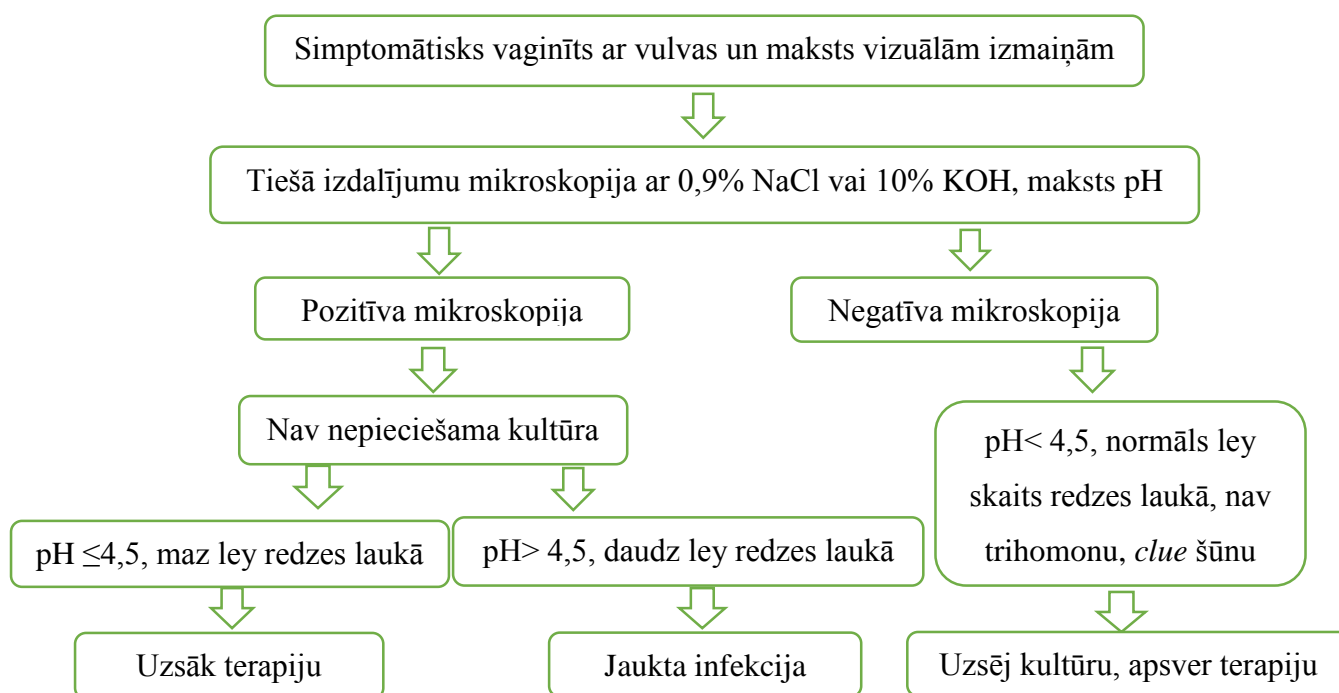 Simptomātisks vaginīts ar vulvas un maksts vizuālām izmaiņām
Tiešā izdalījumu mikroskopija ar 0,9% NaCl vai 10% KOH, maksts pH
Pozitīva mikroskopija
Negatīva mikroskopija
Nav nepieciešama kultūra
pH< 4,5, normāls ley
skaits redzes laukā, nav
trihomonu, clue šūnu
pH ≤4,5, maz ley redzes laukā
pH> 4,5, daudz ley redzes laukā
Uzsāk terapiju
Jaukta infekcija
Uzsēj kultūru, apsver terapiju